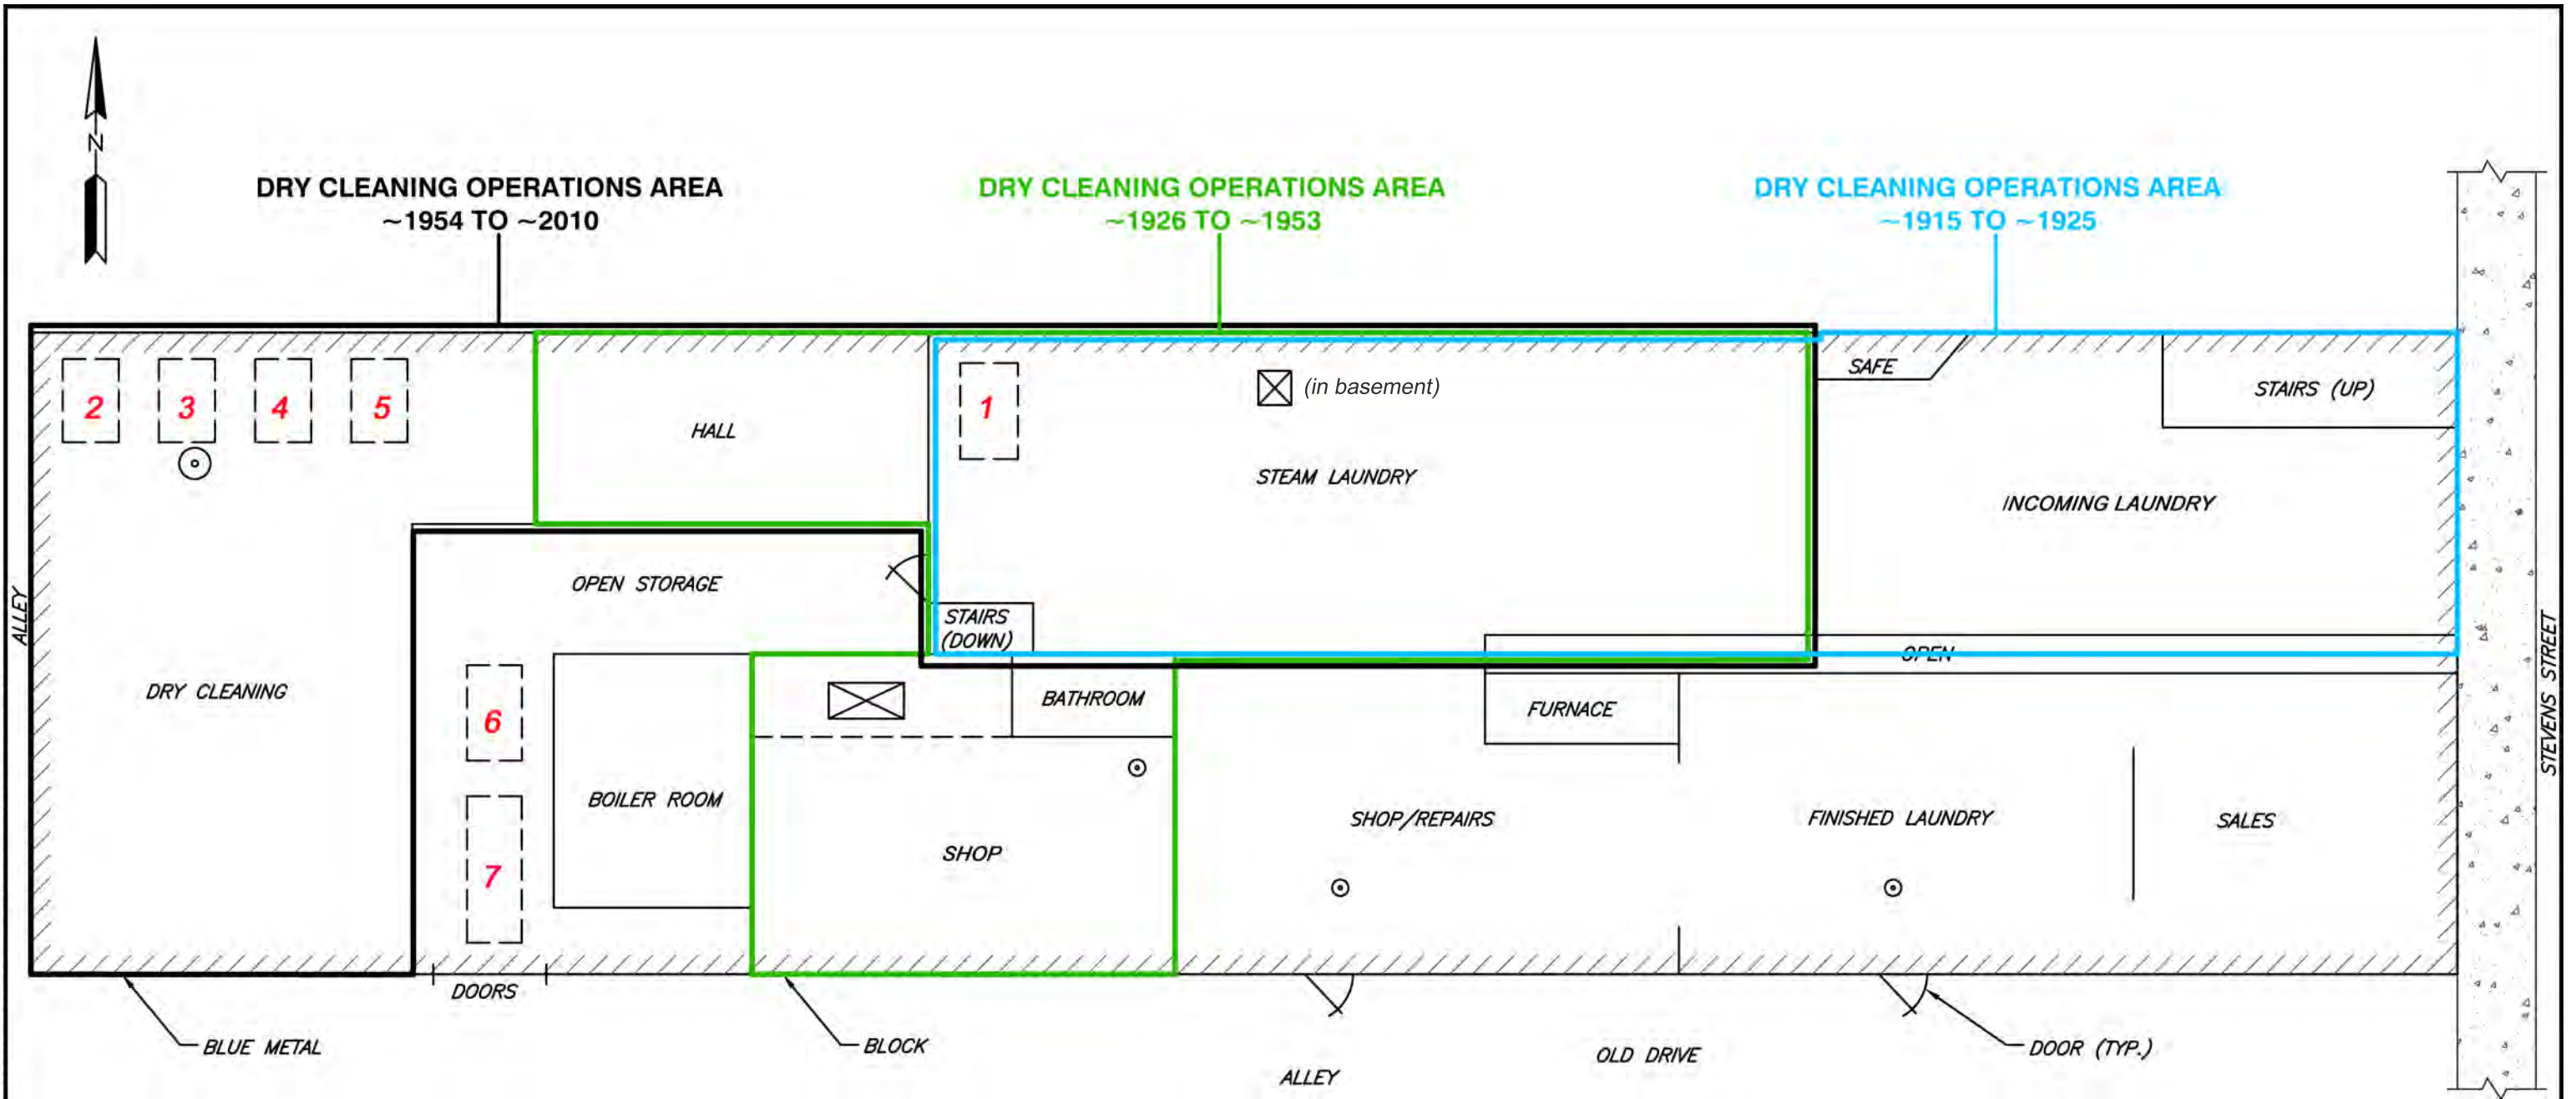 N
DRY CLEANING OPERATIONS AREA
~1954 TO ~2010
DRY CLEANING OPERATIONS AREA
~1926 TO ~1953
DRY CLEANING OPERATIONS AREA
~1915 TO ~1925
SAFE
STAIRS (UP)
(in basement)
2
3
4
5
1
HALL
STEAM LAUNDRY
INCOMING LAUNDRY
OPEN STORAGE
ALLEY
STAIRS
(DOWN)
OPEN
STEVENS STREET
DRY CLEANING
BATHROOM
FURNACE
6
BOILER ROOM
SHOP/REPAIRS
FINISHED LAUNDRY
SALES
SHOP
7
DOORS
BLUE METAL
BLOCK
OLD DRIVE
DOOR (TYP.)
ALLEY